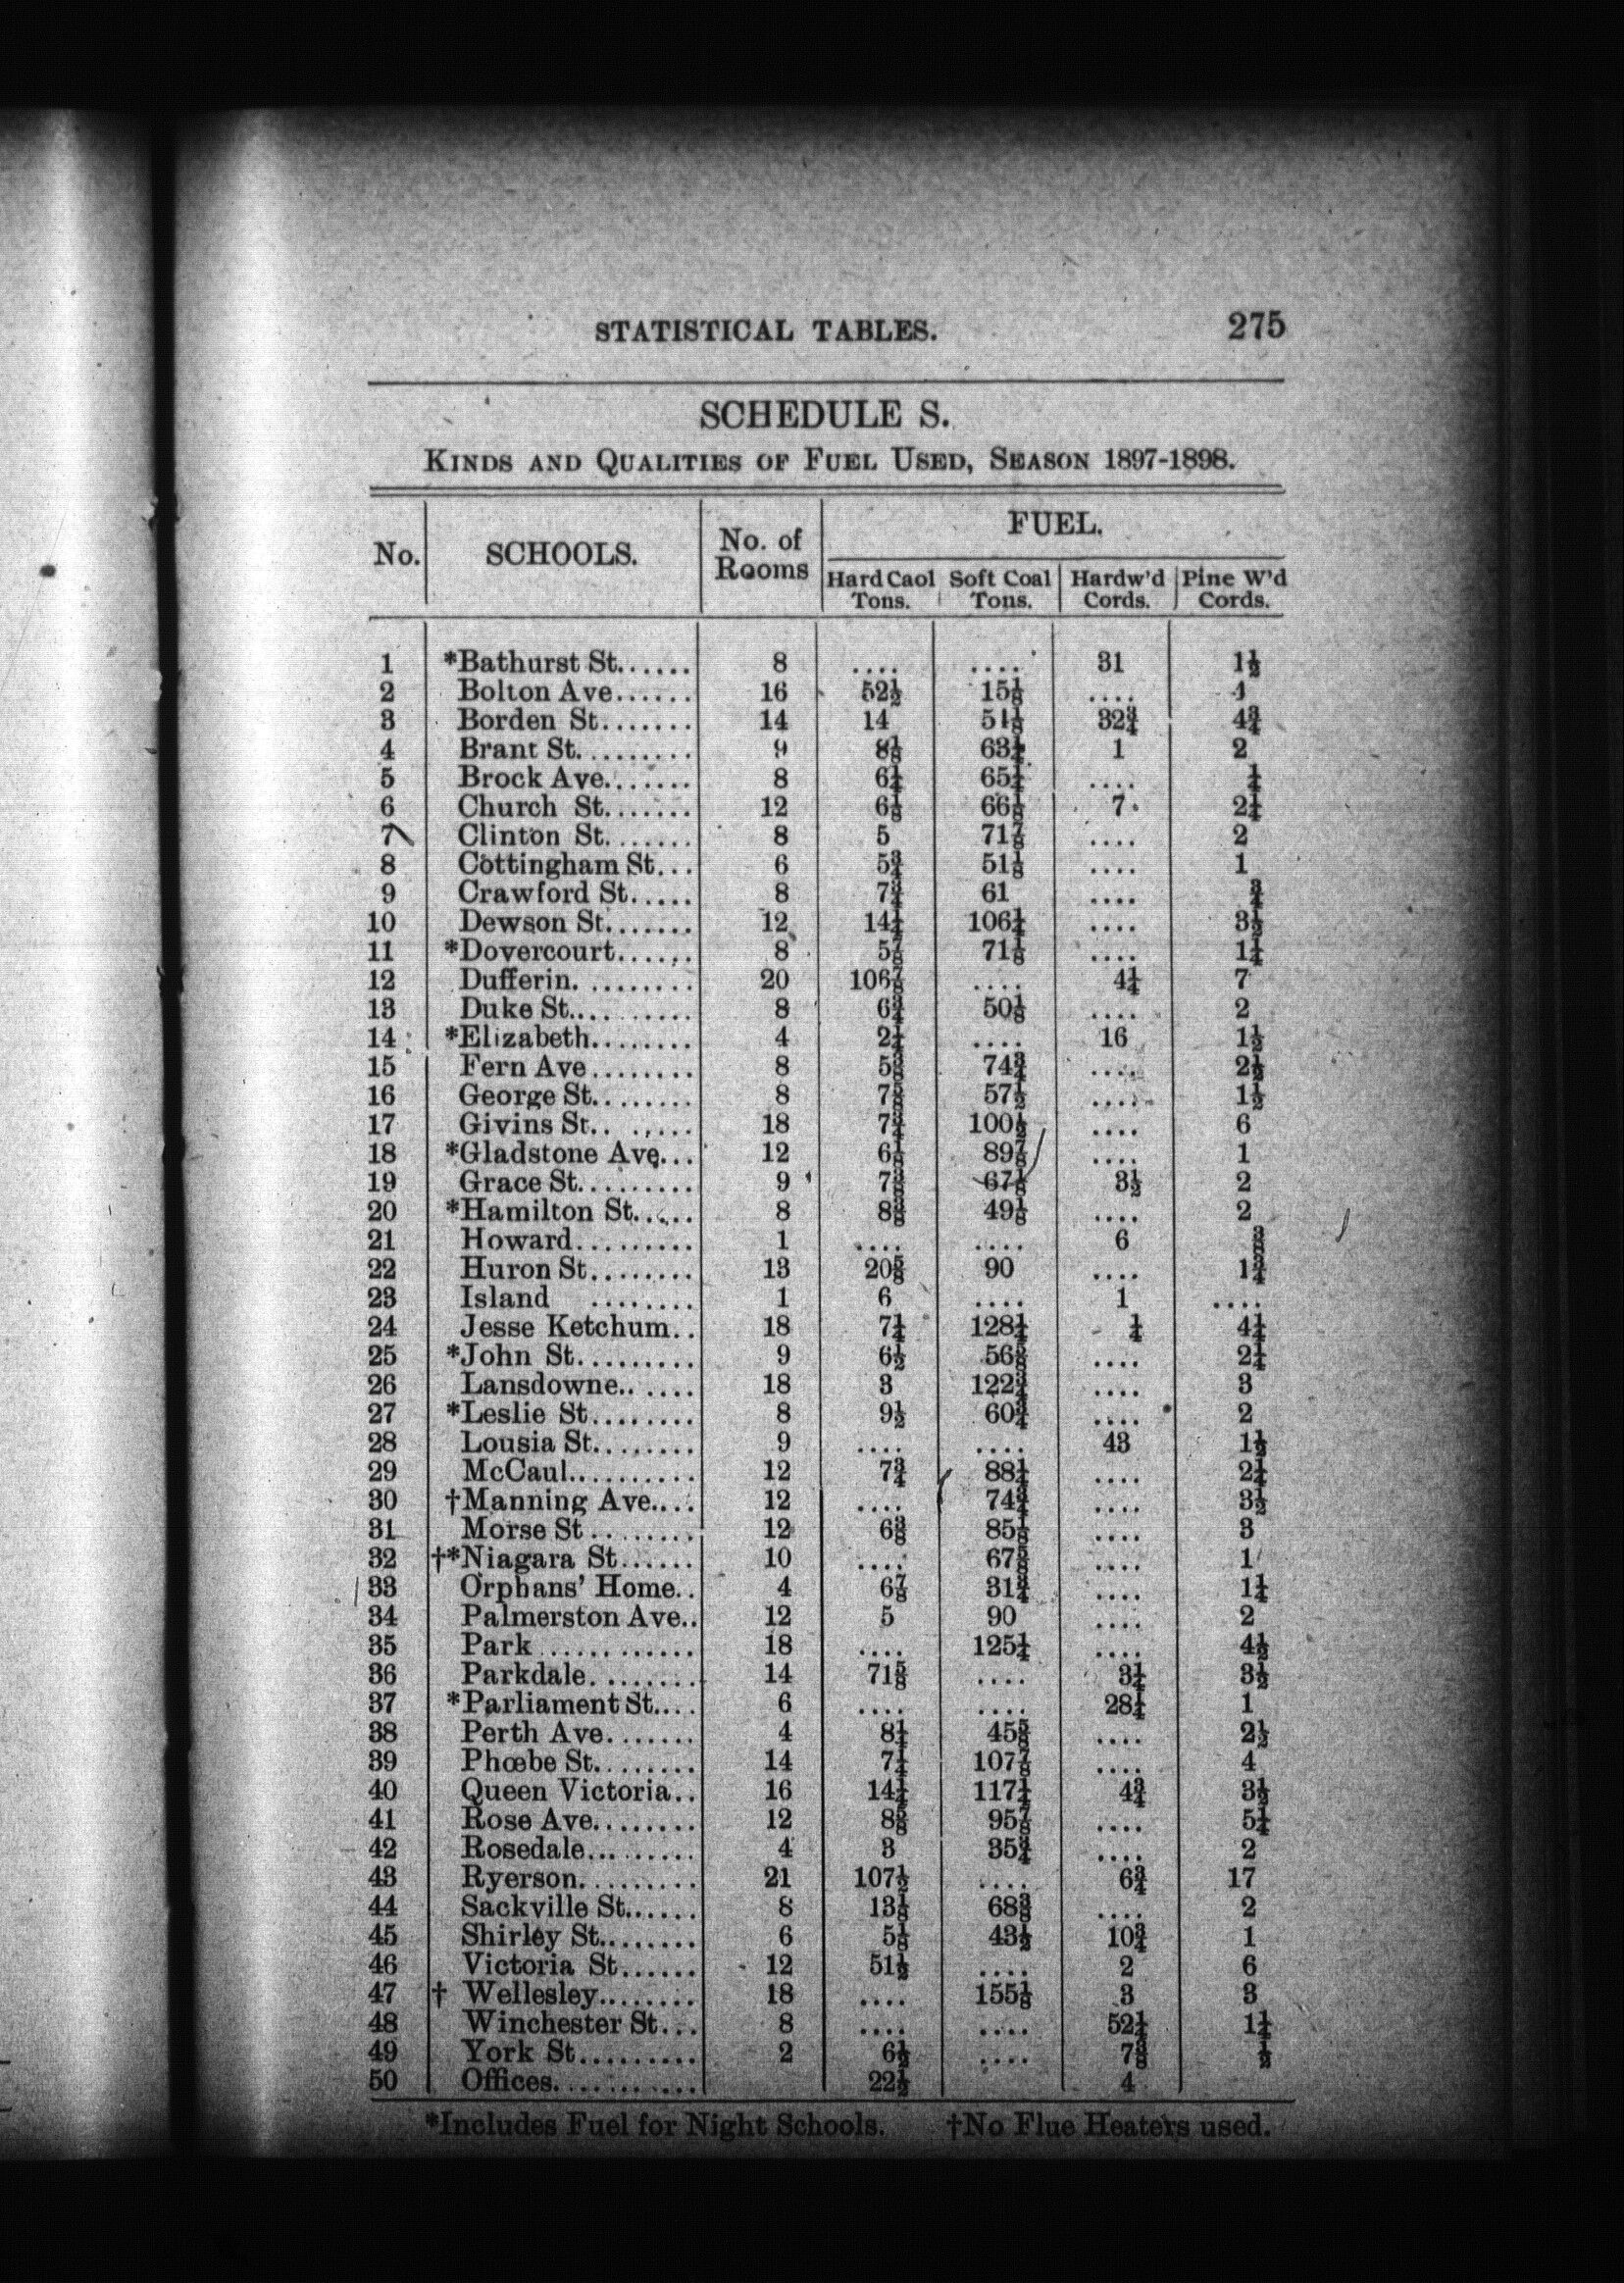 STATISTICAL TABLES. 275
SCHEDULE S.
KINDS AND QUALITIES OF FUEL USED, SEASON 1897-1898.
No. SCHOOLS. No. of Rooms FUEL.
Hard Caol Tons. Soft Coal Tons. Hardw'd Cords. Pine W'd Cords.
1 *Bathurst St...... 8 .... .... 31 1½
2 Bolton Ave...... 16 52½ 15⅛ .... 4
3 Borden St....... 14 14 51⅛ 32¾ 4¾
4 Brant St......... 9 8⅛ 63¼ 1 2
5 Brock Ave....... 8 6¼ 65¼ .... ¼
6 Church St....... 12 6⅛ 66⅛ 7 2¼
7 Clinton St....... 8 5 71⅞ .... 2
8 Cottingham St... 6 5¾ 51⅛ .... 1
9 Crawford St..... 8 7¾ 61 .... ¾
10 Dewson St....... 12 14½ 106¼ .... 3½
11 *Dovercourt...... 8 5⅞ 71⅛ .... 1¼
12 Dufferin......... 20 106⅞ .... 4¼ 7
13 Duke St.......... 8 6¾ 50⅛ .... 2
14 *Elizabeth........ 4 2¼ .... 16 1½
15 Fern Ave........ 8 5⅜ 74¾ .... 2½
16 George St........ 8 7⅝ 57½ .... 1½
17 Givins St.. ...... 18 7¾ 100½ .... 6
18 *Gladstone Ave... 12 6⅛ 89⅞ .... 1
19 Grace St......... 9 7⅜ 67⅛ 3½ 2
20 *Hamilton St...... 8 8⅜ 49⅛ .... 2
21 Howard......... 1 .... .... 6 ⅜
22 Huron St........ 13 20⅝ 90 .... 1¾
23 Island ........ 1 6 .... 1 ....
24 Jesse Ketchum.. 18 7¼ 128¼ ¼ 4¼
25 *John St......... 9 6½ 56⅝ .... 2¼
26 Lansdowne.. .... 18 3 122¾ .... 3
27 *Leslie St........ 8 9½ 60¾ .... 2
28 Lousia St........ 9 .... .... 43 1½
29 McCaul.......... 12 7¾ 88¼ .... 2¼
30 †Manning Ave.... 12 .... 74¾ .... 3½
31 Morse St ........ 12 6⅜ 85⅛ .... 3
32 †*Niagara St...... 10 .... 67⅝ .... 1
33 Orphans' Home.. 4 6⅞ 31¾ .... 1¼
34 Palmerston Ave.. 12 5 90 .... 2
35 Park ............ 18 .... 125¼ .... 4½
36 Parkdale........ 14 71⅝ .... 3¼ 3½
37 *Parliament St.... 6 .... .... 28¼ 1
38 Perth Ave....... 4 8¼ 45⅝ .... 2½
39 Phœbe St........ 14 7¼ 107⅞ .... 4
40 Queen Victoria.. 16 14¼ 117¼ 4¾ 3½
41 Rose Ave........ 12 8⅝ 95⅞ .... 5¼
42 Rosedale......... 4 3 35¾ .... 2
43 Ryerson......... 21 107½ .... 6¾ 17
44 Sackville St...... 8 13⅛ 68⅜ .... 2
45 Shirley St........ 6 5⅛ 43½ 10¾ 1
46 Victoria St...... 12 51½ .... 2 6
47 † Wellesley........ 18 .... 155⅛ 3 3
48 Winchester St... 8 .... .... 52¼ 1¼
49 York St......... 2 6½ .... 7⅜ ½
50 Offices............ 22½ 4
*Includes Fuel for Night Schools. †No Flue Heaters used.